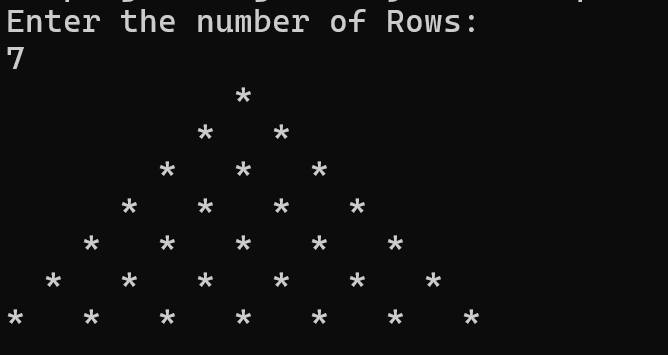 Enter the number of Rows:
7
            *
          *   *
        *   *   *
      *   *   *   *
    *   *   *   *   *
  *   *   *   *   *   *
*   *   *   *   *   *   *